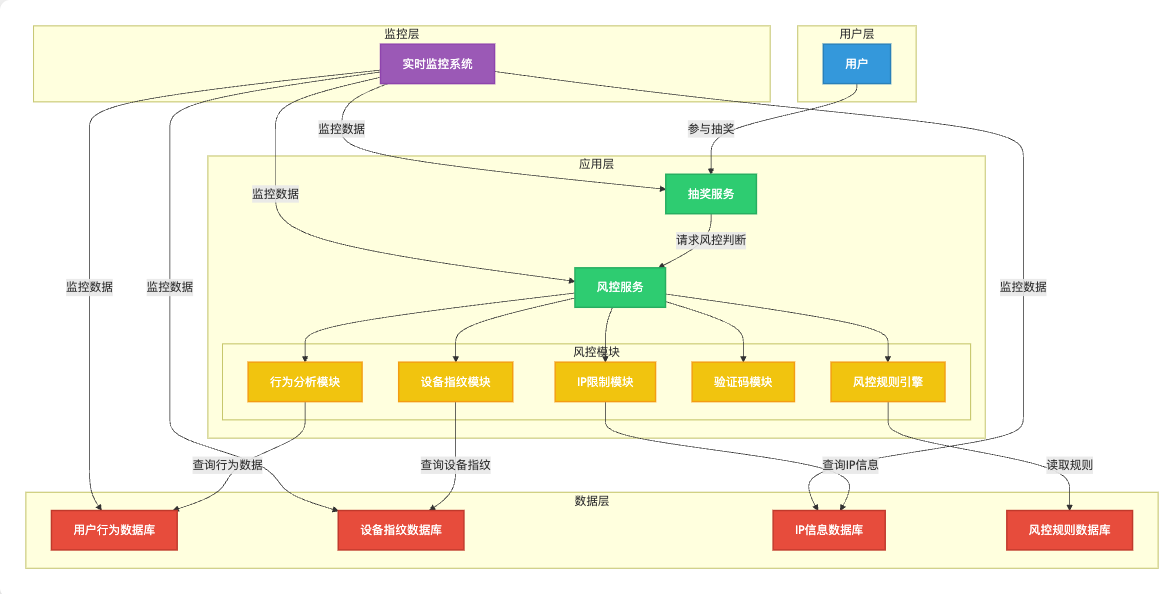 监控层
用户层
实时监控系统
用户
监控数据
参与抽奖
应用层
监控数据
抽奖服务
请求风控判断
监控数据
监控数据
风控服务
监控数据
风控模块
行为分析模块
设备指纹模块
IP限制模块
验证码模块
风控规则引擎
查询行为数据
查询设备指纹
查询IP信息
读取规则
数据层
用户行为数据库
设备指纹数据库
IP信息数据库
风控规则数据库